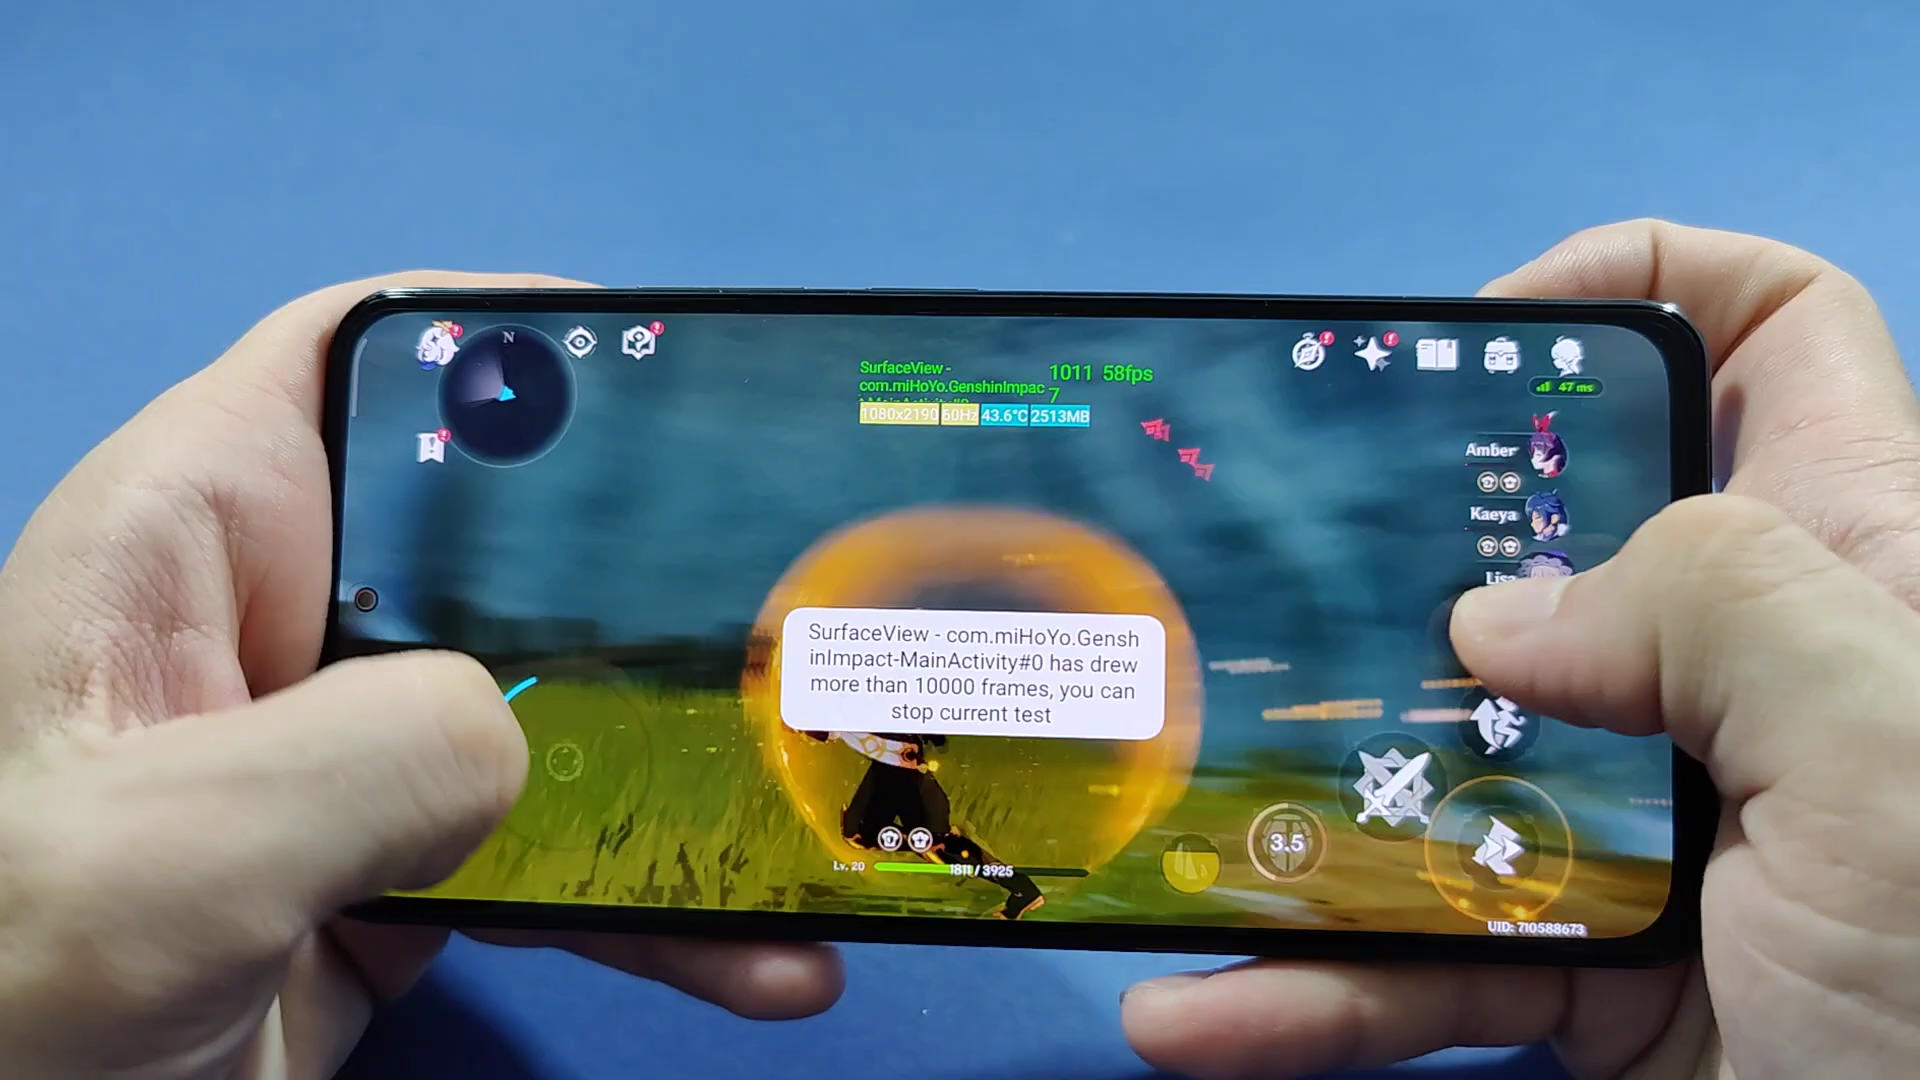 N
SurfaceView -
com.miHoYo.GenshinImpac
1011
7
58fps
1080x2190 60Hz 43.6°C 2513MB
47 ms
Amber
Kaeya
Lisa
SurfaceView - com.miHoYo.Gensh
inImpact-MainActivity#0 has drew
more than 10000 frames, you can
stop current test
3.5
Lv. 20
1811 / 3925
UID: 710588673